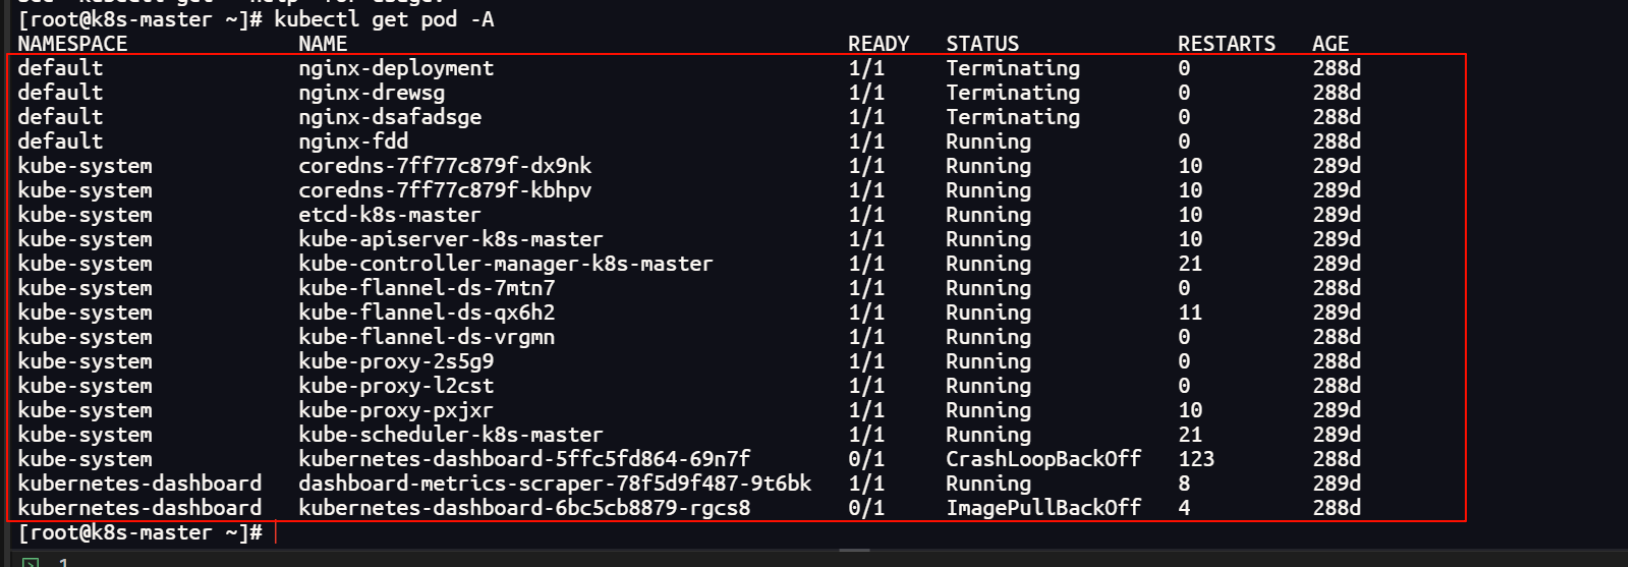 [root@k8s-master ~]# kubectl get pod -A
NAMESPACE NAME READY STATUS RESTARTS AGE
default nginx-deployment 1/1 Terminating 0 288d
default nginx-drewsg 1/1 Terminating 0 288d
default nginx-dsafadsge 1/1 Terminating 0 288d
default nginx-fdd 1/1 Running 0 288d
kube-system coredns-7ff77c879f-dx9nk 1/1 Running 10 289d
kube-system coredns-7ff77c879f-kbhpv 1/1 Running 10 289d
kube-system etcd-k8s-master 1/1 Running 10 289d
kube-system kube-apiserver-k8s-master 1/1 Running 10 289d
kube-system kube-controller-manager-k8s-master 1/1 Running 21 289d
kube-system kube-flannel-ds-7mtn7 1/1 Running 0 288d
kube-system kube-flannel-ds-qx6h2 1/1 Running 11 289d
kube-system kube-flannel-ds-vrgmn 1/1 Running 0 288d
kube-system kube-proxy-2s5g9 1/1 Running 0 288d
kube-system kube-proxy-l2cst 1/1 Running 0 288d
kube-system kube-proxy-pxjxr 1/1 Running 10 289d
kube-system kube-scheduler-k8s-master 1/1 Running 21 289d
kube-system kubernetes-dashboard-5ffc5fd864-69n7f 0/1 CrashLoopBackOff 123 288d
kubernetes-dashboard dashboard-metrics-scraper-78f5d9f487-9t6bk 1/1 Running 8 289d
kubernetes-dashboard kubernetes-dashboard-6bc5cb8879-rgcs8 0/1 ImagePullBackOff 4 288d
[root@k8s-master ~]#